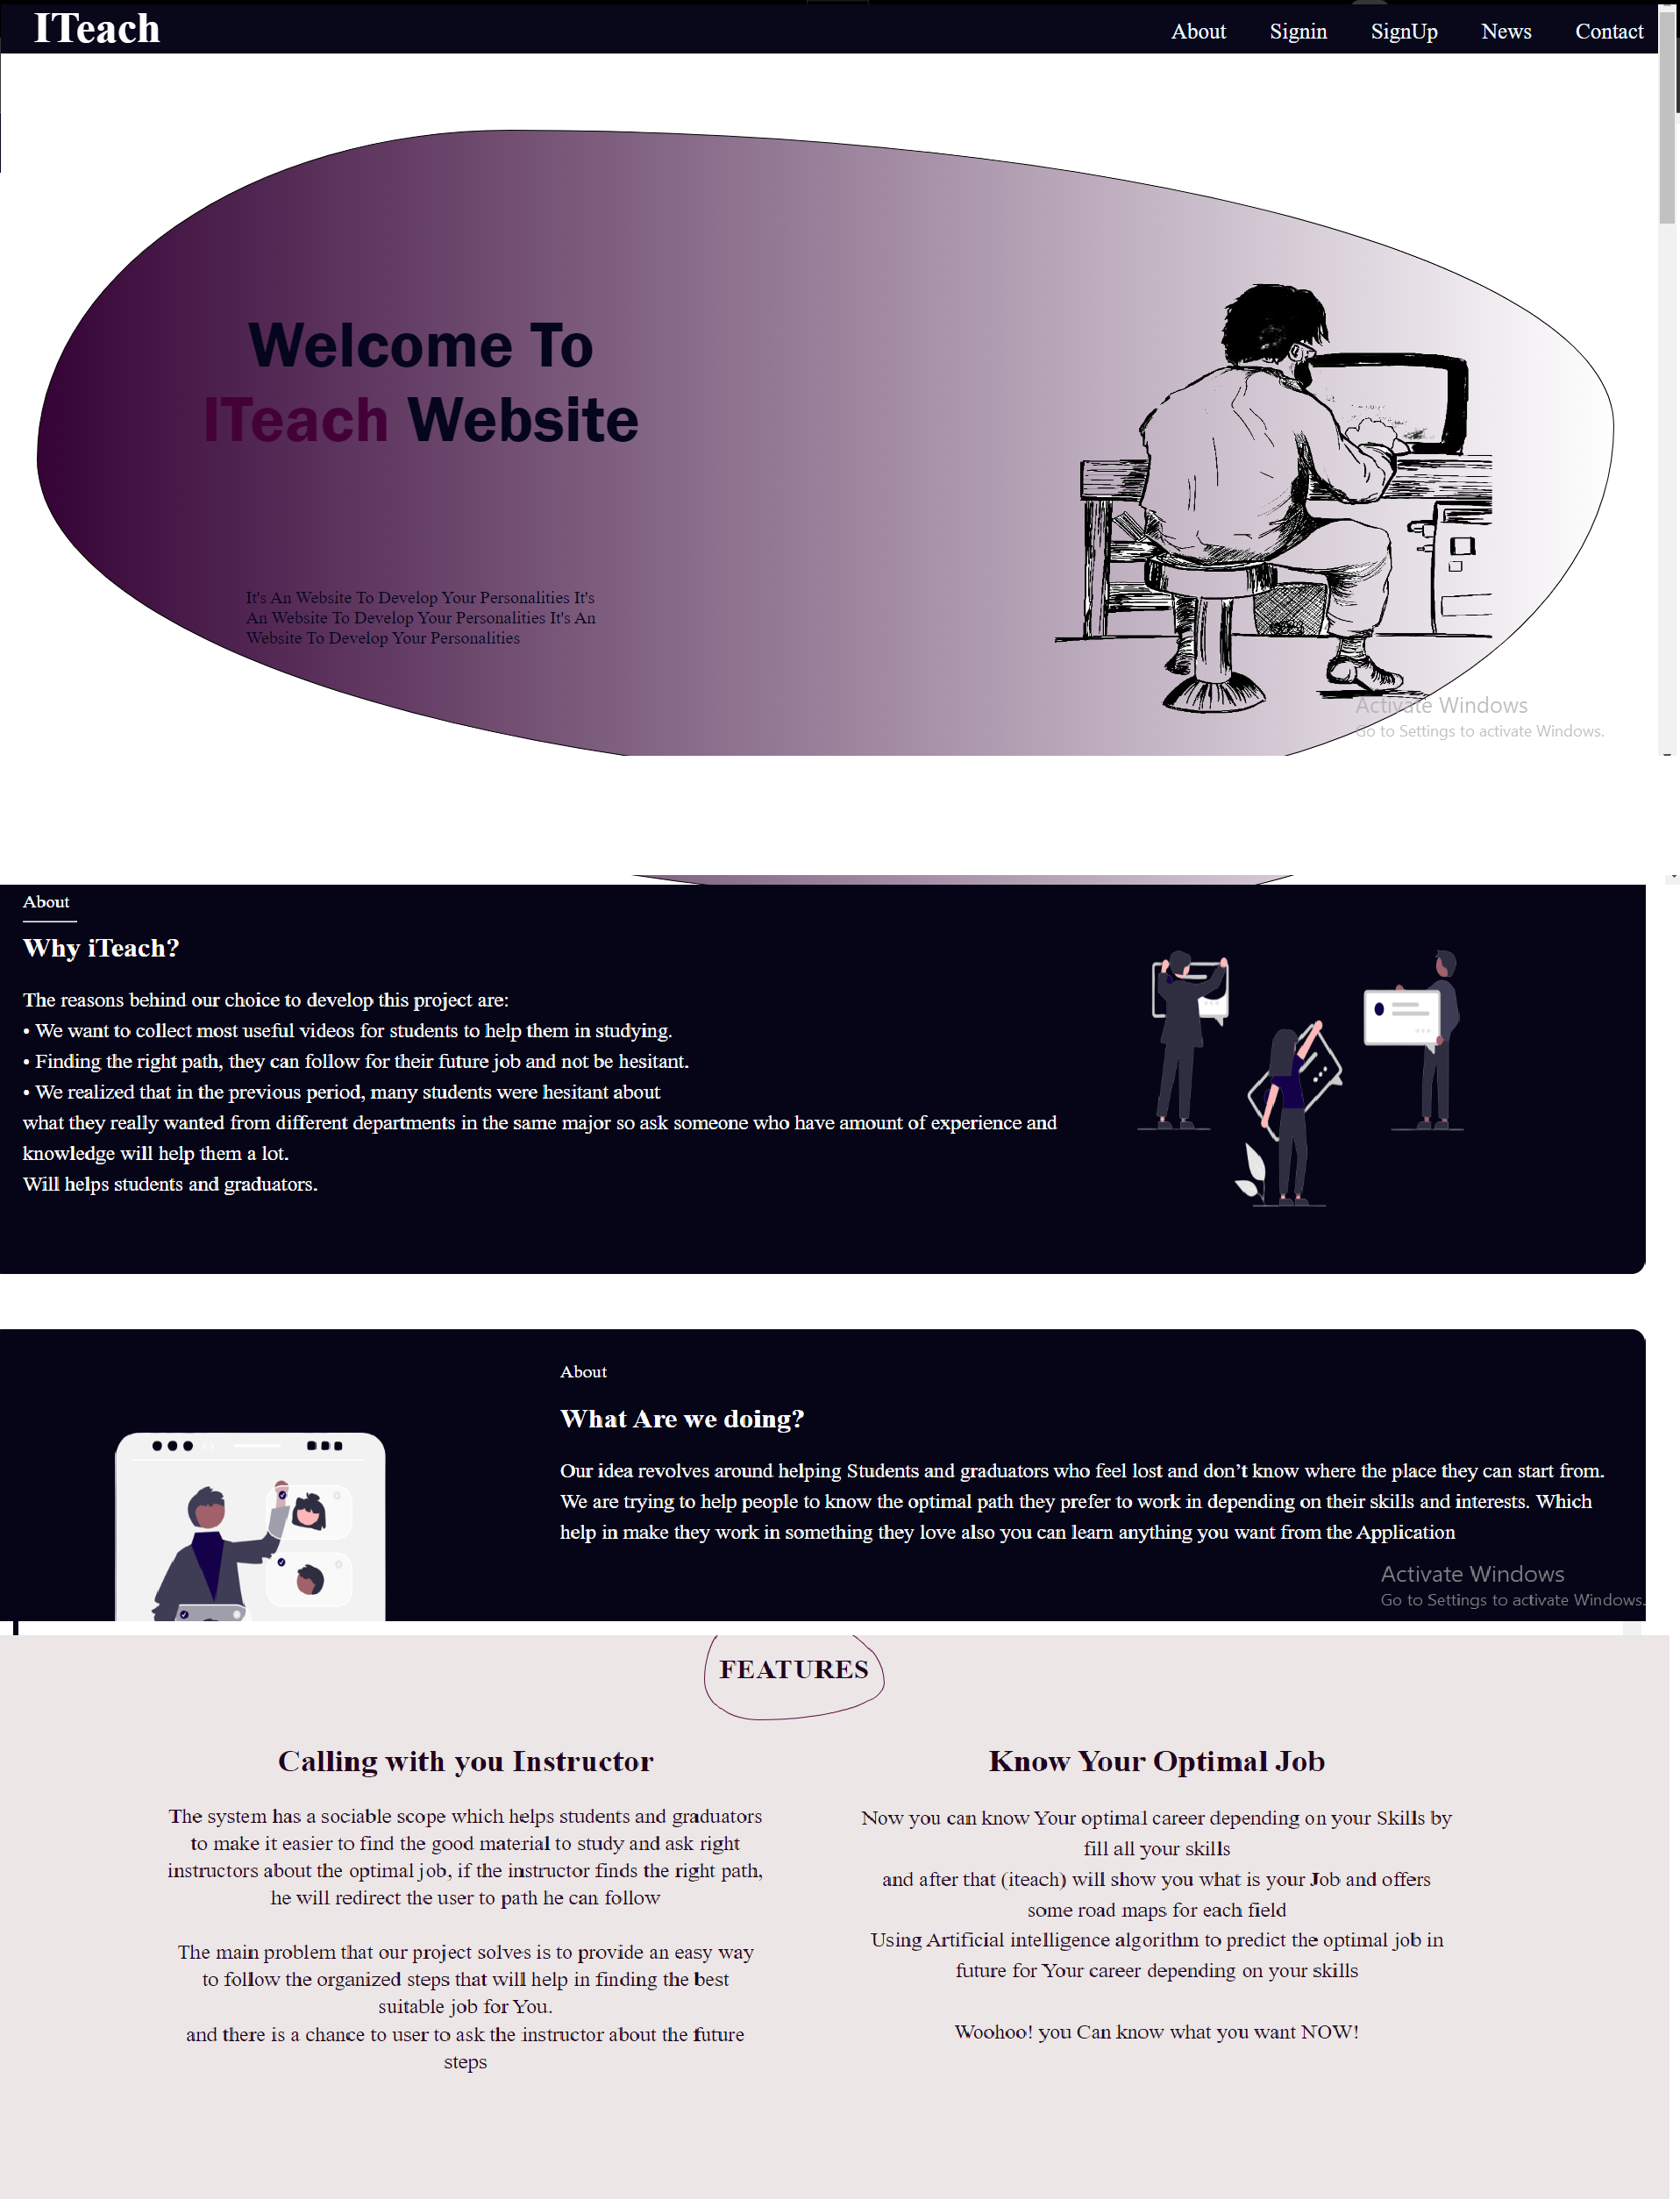 ITeach
About Signin SignUp News Contact
Welcome To
ITeach Website
It's An Website To Develop Your Personalities It's
An Website To Develop Your Personalities It's An
Website To Develop Your Personalities
Activate Windows
Go to Settings to activate Windows.
About
Why iTeach?
The reasons behind our choice to develop this project are:
• We want to collect most useful videos for students to help them in studying.
• Finding the right path, they can follow for their future job and not be hesitant.
• We realized that in the previous period, many students were hesitant about
what they really wanted from different departments in the same major so ask someone who have amount of experience and
knowledge will help them a lot.
Will helps students and graduators.
About
What Are we doing?
Our idea revolves around helping Students and graduators who feel lost and don’t know where the place they can start from.
We are trying to help people to know the optimal path they prefer to work in depending on their skills and interests. Which
help in make they work in something they love also you can learn anything you want from the Application
Activate Windows
Go to Settings to activate Windows.
FEATURES
Calling with you Instructor
The system has a sociable scope which helps students and graduators
to make it easier to find the good material to study and ask right
instructors about the optimal job, if the instructor finds the right path,
he will redirect the user to path he can follow
The main problem that our project solves is to provide an easy way
to follow the organized steps that will help in finding the best
suitable job for You.
and there is a chance to user to ask the instructor about the future
steps
Know Your Optimal Job
Now you can know Your optimal career depending on your Skills by
fill all your skills
and after that (iteach) will show you what is your Job and offers
some road maps for each field
Using Artificial intelligence algorithm to predict the optimal job in
future for Your career depending on your skills
Woohoo! you Can know what you want NOW!